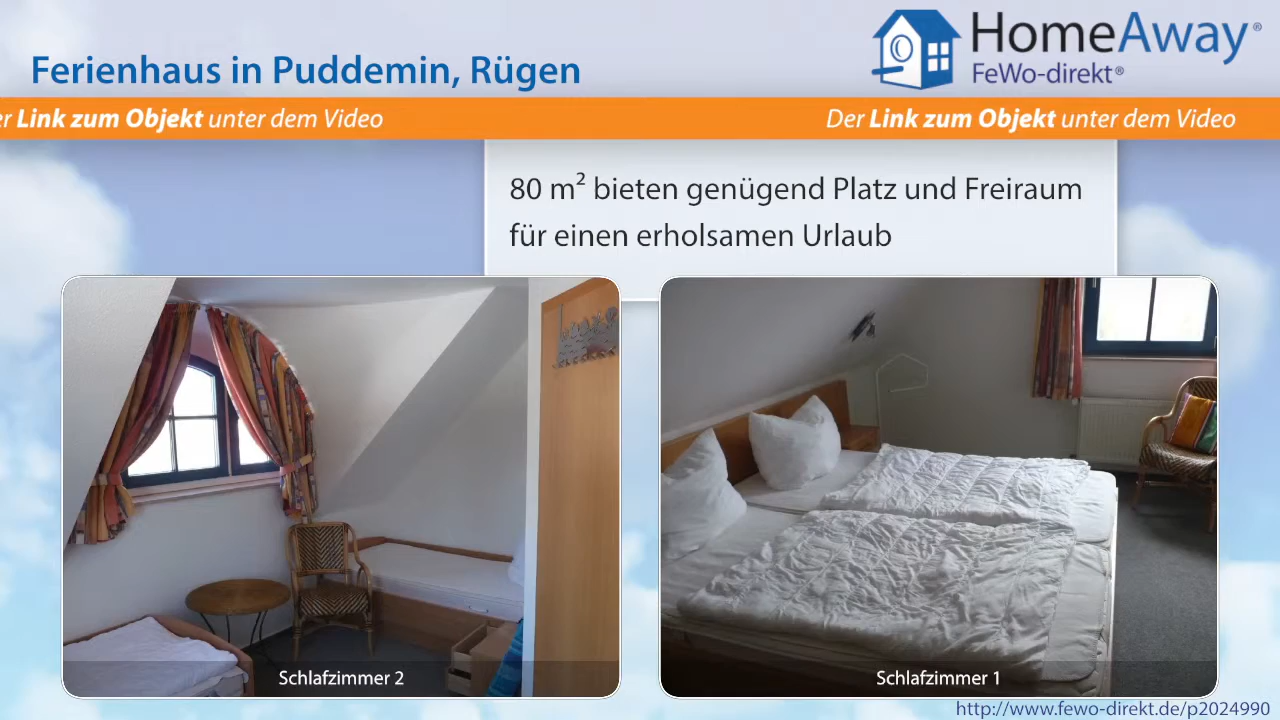 HomeAway®
FeWo-direkt®
Ferienhaus in Puddemin, Rügen
er Link zum Objekt unter dem Video
Der Link zum Objekt unter dem Video
80 m² bieten genügend Platz und Freiraum
für einen erholsamen Urlaub
Schlafzimmer 2
Schlafzimmer 1
http://www.fewo-direkt.de/p2024990